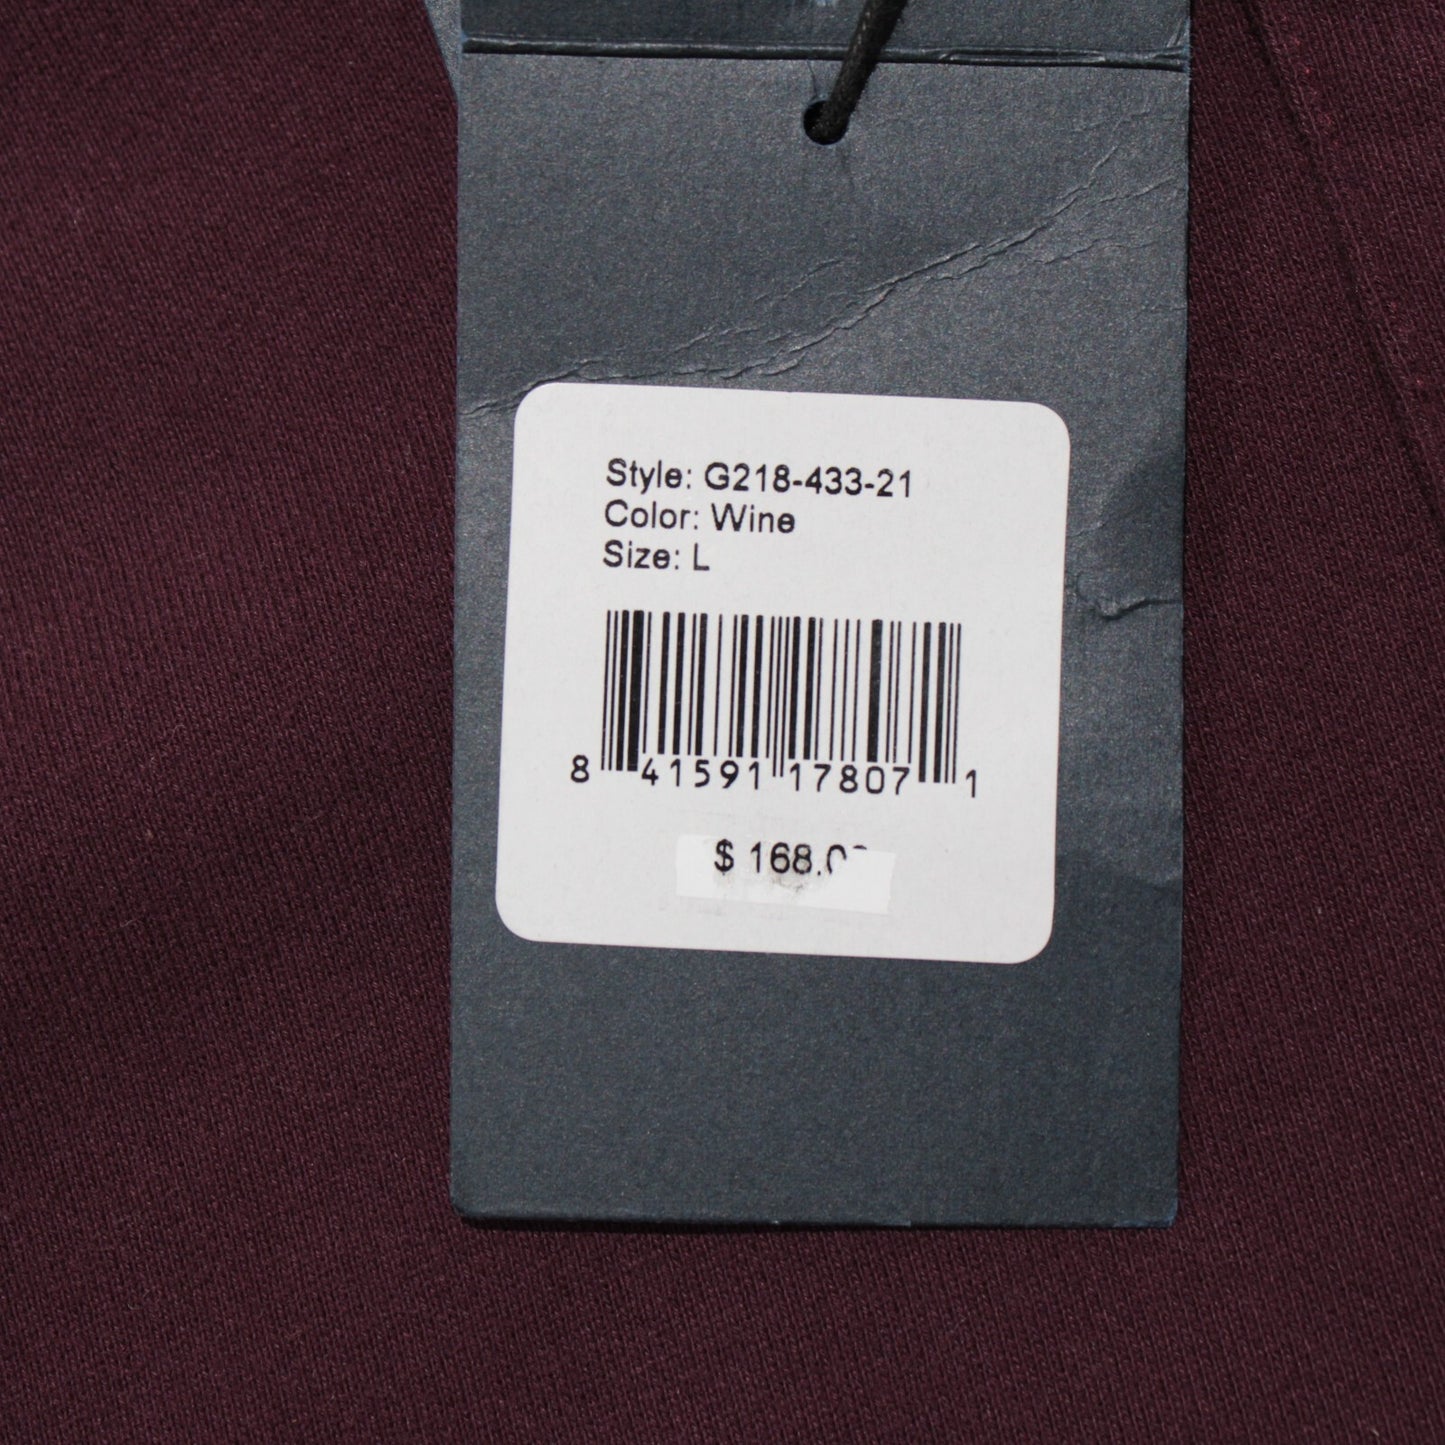 Style: G218-433-21
Color: Wine
Size: L
8 41591 17807 1
$ 168.0